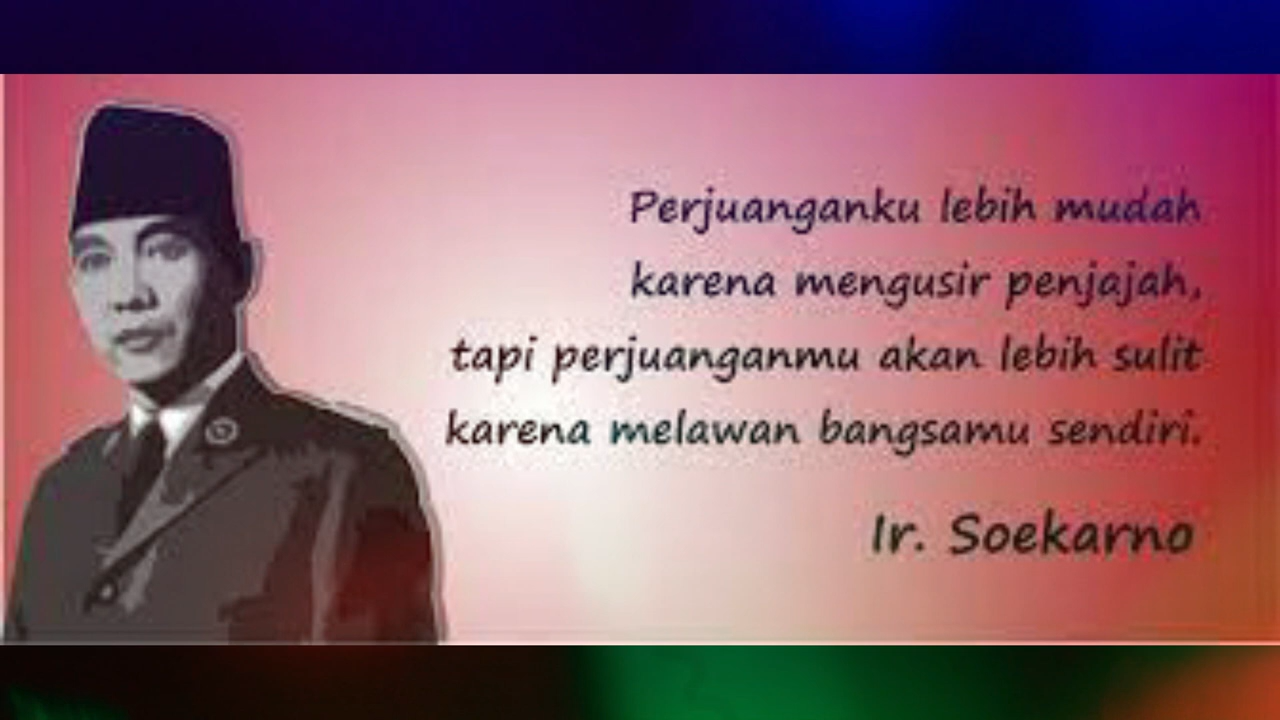 Perjuanganku lebih mudah
karena mengusir penjajah,
tapi perjuanganmu akan lebih sulit
karena melawan bangsamu sendiri.
Ir. Soekarno